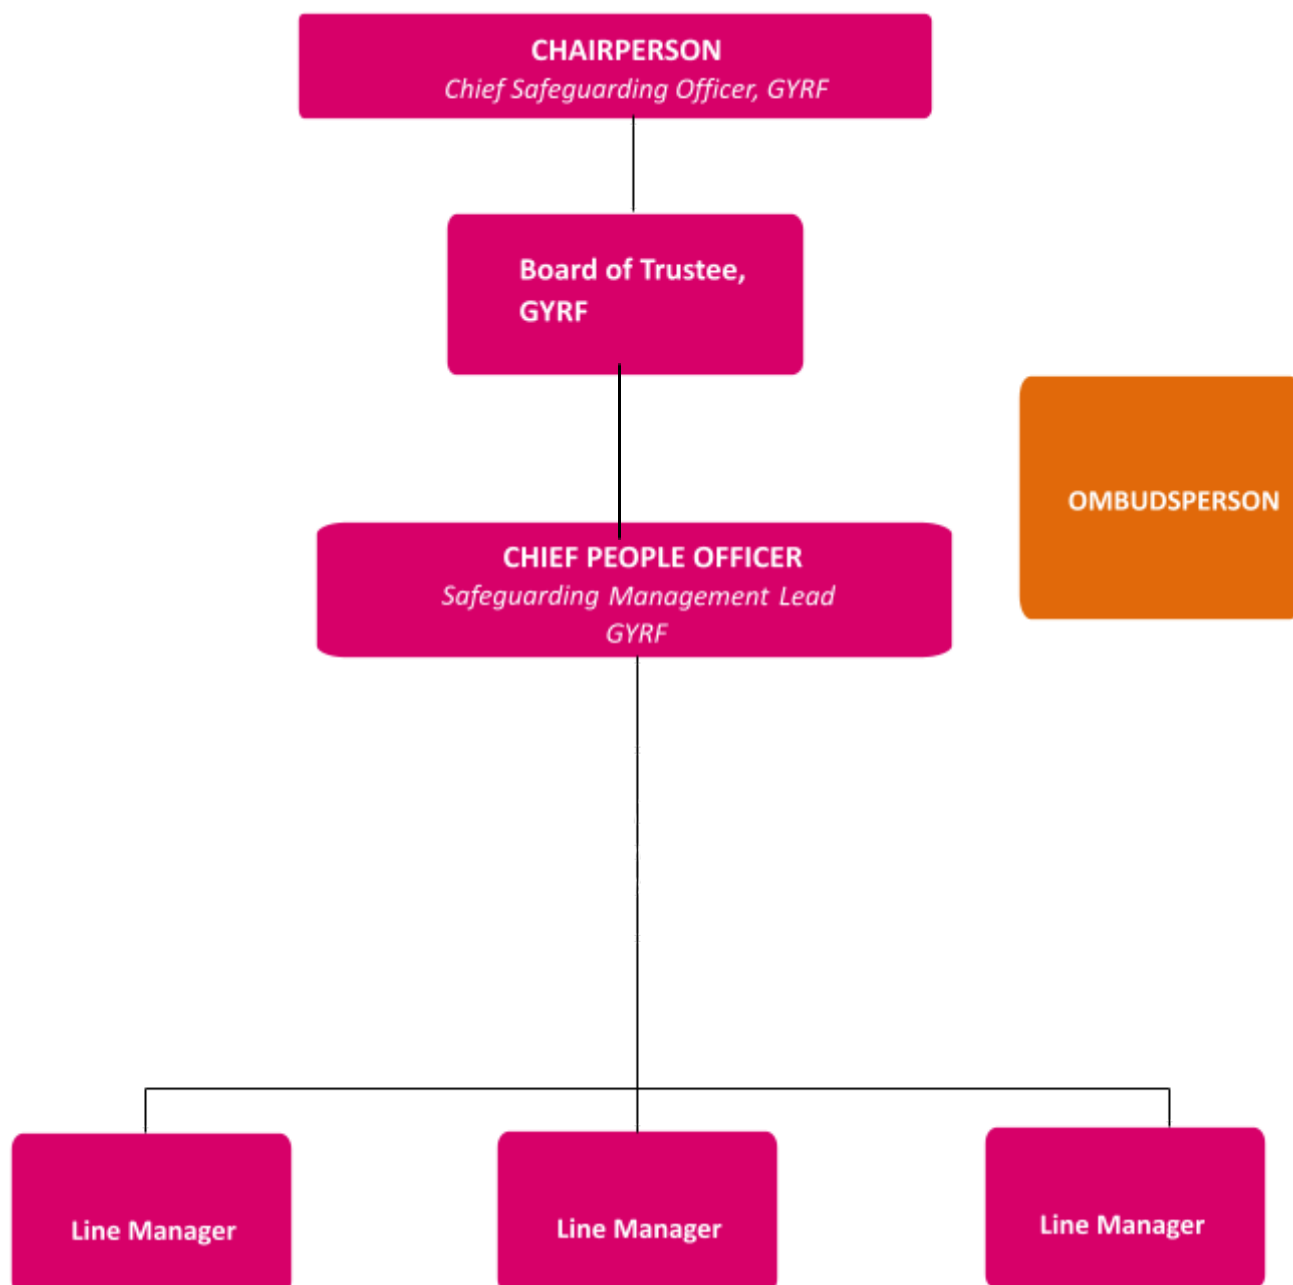 CHAIRPERSON
Chief Safeguarding Officer, GYRF
Board of Trustee,
GYRF
OMBUDSPERSON
CHIEF PEOPLE OFFICER
Safeguarding Management Lead
GYRF
Line Manager
Line Manager
Line Manager